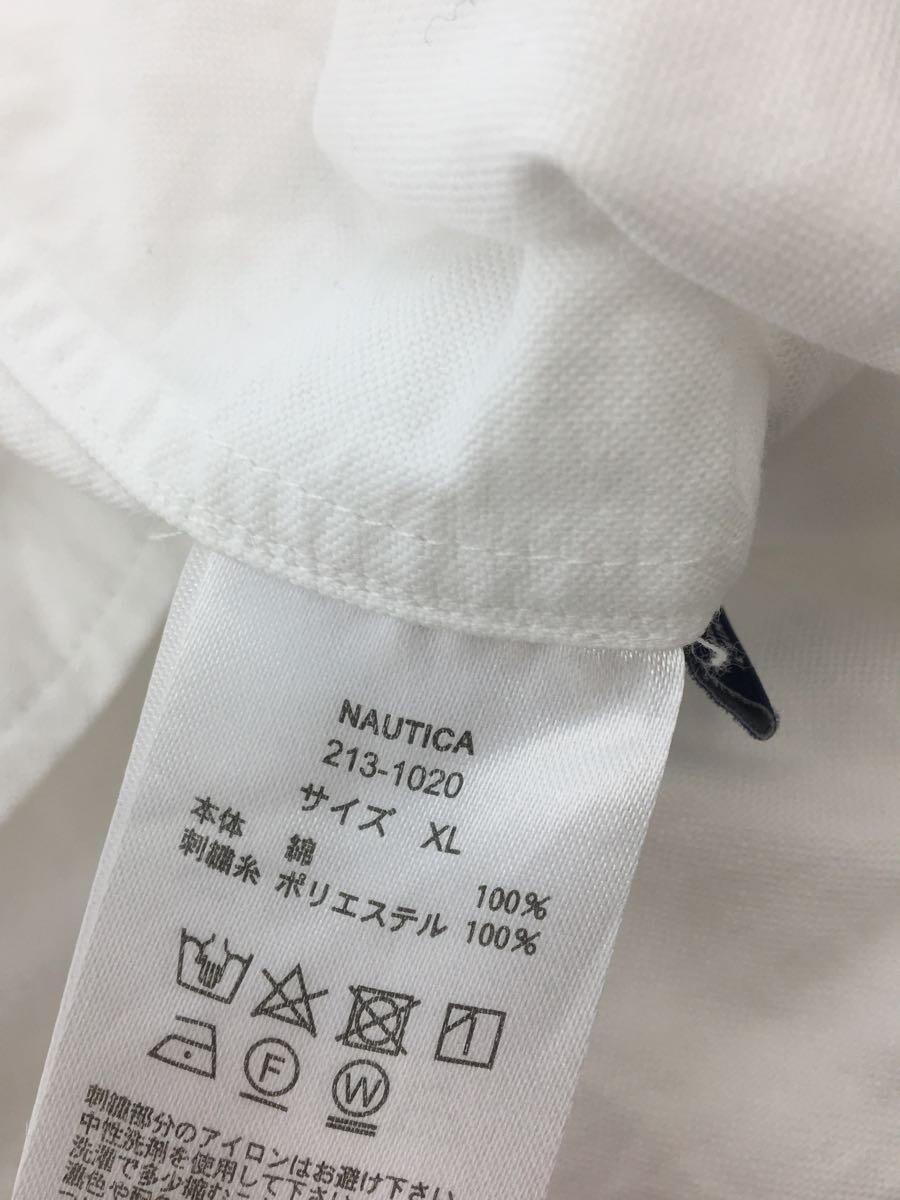 NAUTICA
213-1020
サイズ XL
本体 綿 100%
刺繍糸 ポリエステル 100%
F
W
刺繍部分のアイロンはお避け下さい
中性洗剤を使用して下さい
洗濯で多少縮むこ